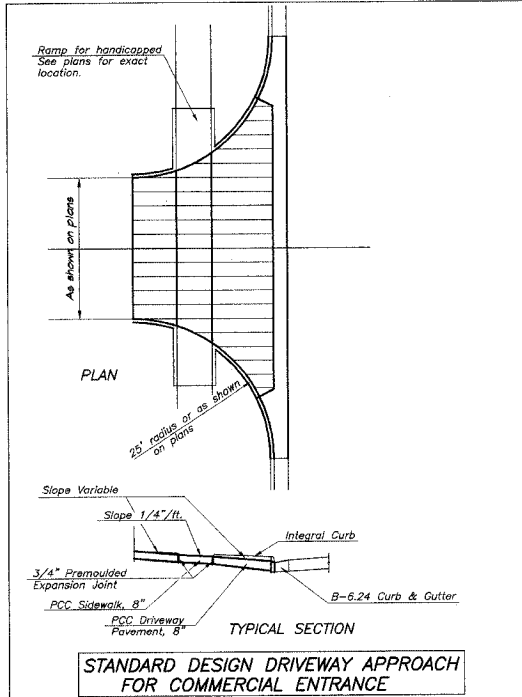 Ramp for handicapped
See plans for exact
location.
As shown on plans
PLAN
25' radius or as shown
on plans
Slope Variable
Slope 1/4"/ft.
Integral Curb
3/4" Premoulded
Expansion Joint
PCC Sidewalk, 8"
PCC Driveway
Pavement, 8"
B-6.24 Curb & Gutter
TYPICAL SECTION
STANDARD DESIGN DRIVEWAY APPROACH
FOR COMMERCIAL ENTRANCE